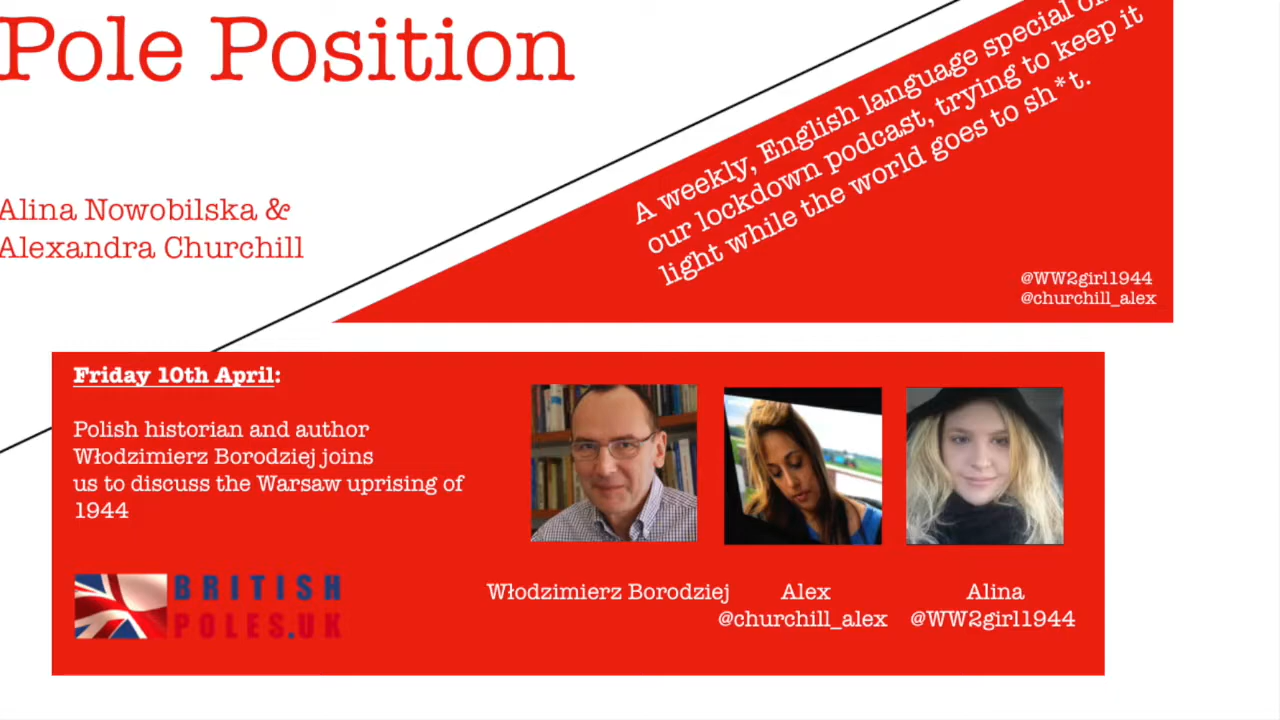 Pole Position
A weekly, English language special
our lockdown podcast, trying to keep it
light while the world goes to sh*t.
Alina Nowobilska &
Alexandra Churchill
@WW2girl1944
@churchill_alex
Friday 10th April:
Polish historian and author
Włodzimierz Borodziej joins
us to discuss the Warsaw uprising of
1944
BRITISH
POLES.UK
Włodzimierz Borodziej
Alex
@churchill_alex
Alina
@WW2girl1944